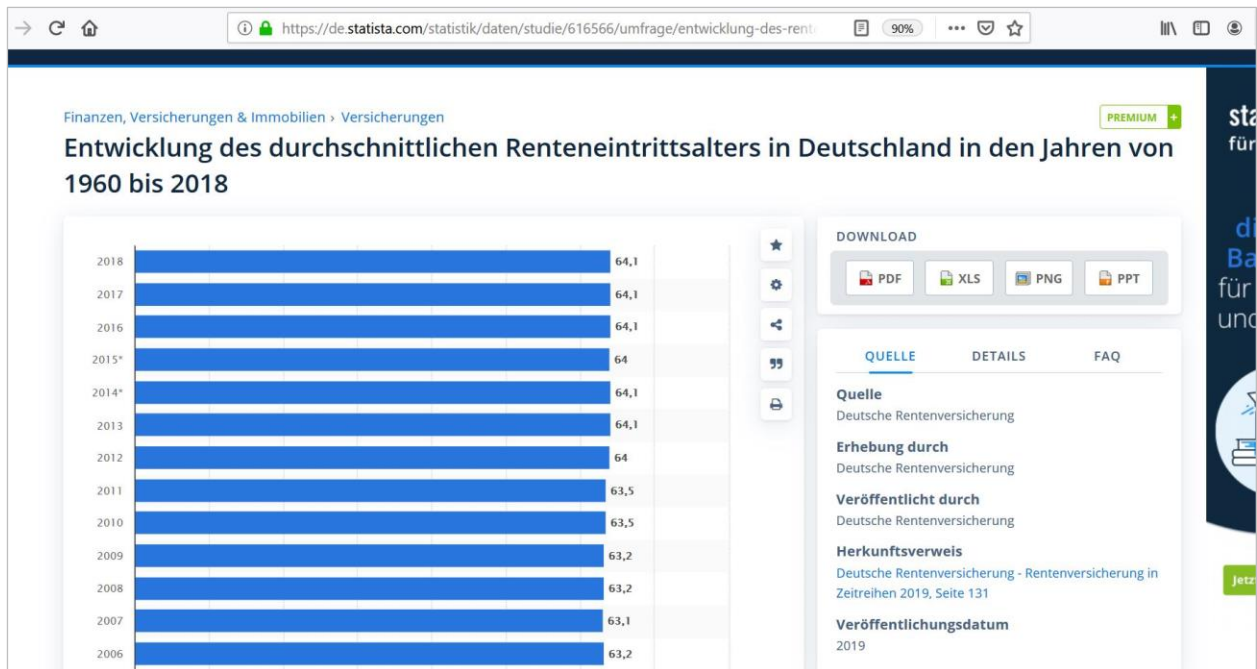 https://de.statista.com/statistik/daten/studie/616566/umfrage/entwicklung-des-rent
90%
Finanzen, Versicherungen & Immobilien › Versicherungen
PREMIUM +
Entwicklung des durchschnittlichen Renteneintrittsalters in Deutschland in den Jahren von
1960 bis 2018
2018 64,1
2017 64,1
2016 64,1
2015* 64
2014* 64,1
2013 64,1
2012 64
2011 63,5
2010 63,5
2009 63,2
2008 63,2
2007 63,1
2006 63,2
DOWNLOAD
PDF XLS PNG PPT
QUELLE DETAILS FAQ
Quelle
Deutsche Rentenversicherung
Erhebung durch
Deutsche Rentenversicherung
Veröffentlicht durch
Deutsche Rentenversicherung
Herkunftsverweis
Deutsche Rentenversicherung - Rentenversicherung in
Zeitreihen 2019, Seite 131
Veröffentlichungsdatum
2019
sta
für
di
Ba
für
und
Jetz